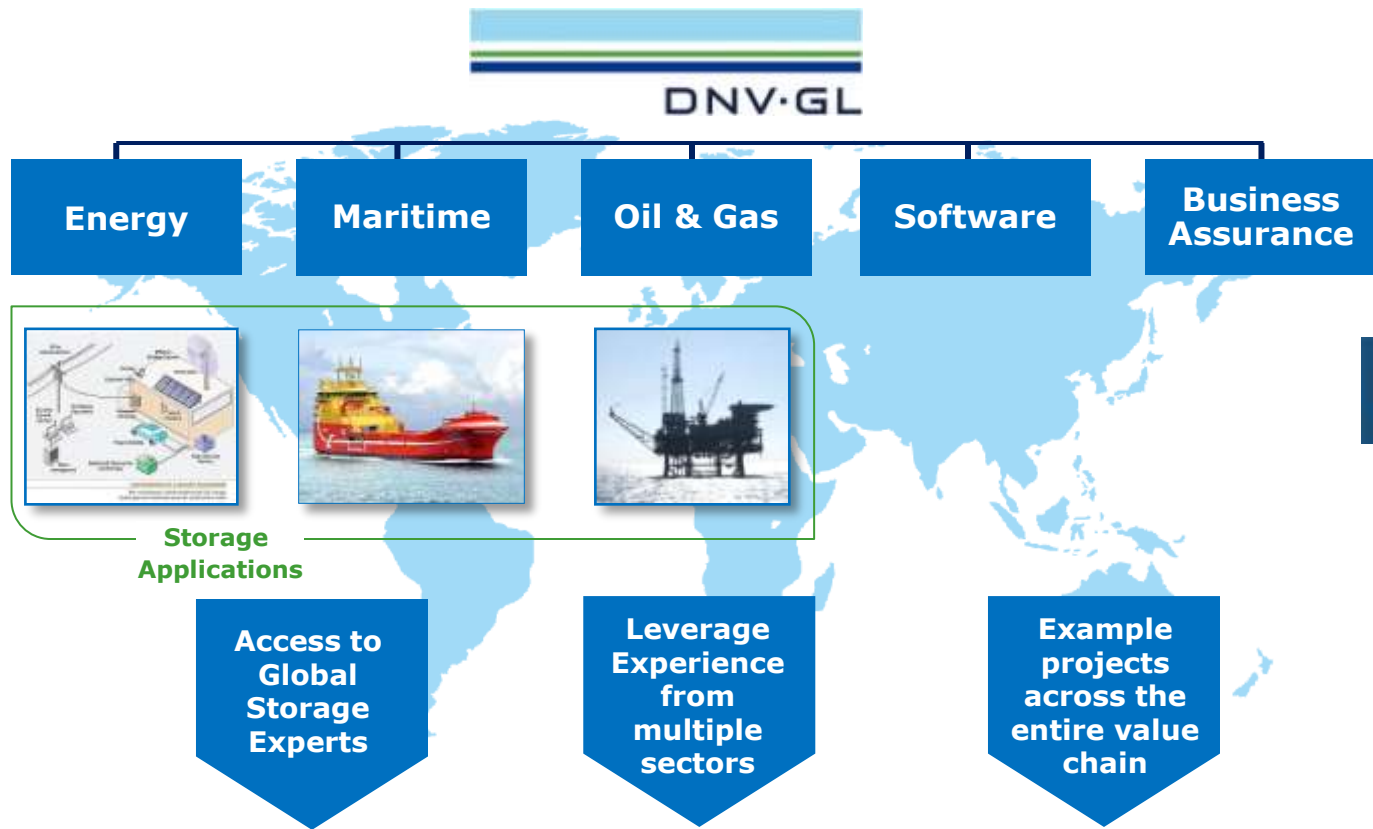 DNV·GL
Energy
Maritime
Oil & Gas
Software
Business
Assurance
Storage
Applications
Access to
Global
Storage
Experts
Leverage
Experience
from
multiple
sectors
Example
projects
across the
entire value
chain